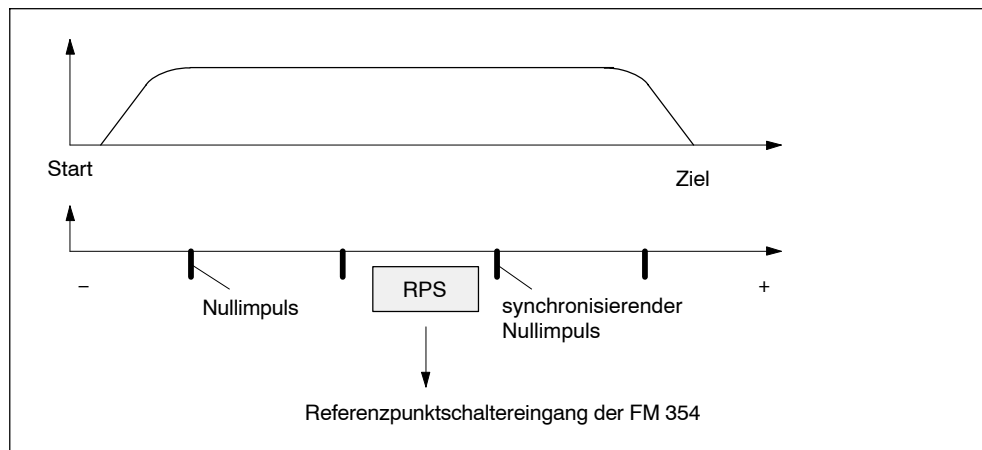 Start
Ziel
–
+
Nullimpuls
RPS
synchronisierender
Nullimpuls
Referenzpunktschaltereingang der FM 354